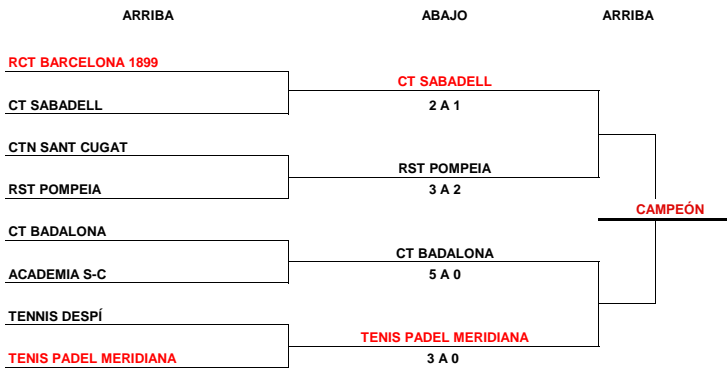 ARRIBA ABAJO ARRIBA
RCT BARCELONA 1899
CT SABADELL
CT SABADELL 2 A 1
CTN SANT CUGAT
RST POMPEIA
RST POMPEIA 3 A 2
CAMPEÓN
CT BADALONA
CT BADALONA
ACADEMIA S-C 5 A 0
TENNIS DESPÍ
TENIS PADEL MERIDIANA
TENIS PADEL MERIDIANA 3 A 0